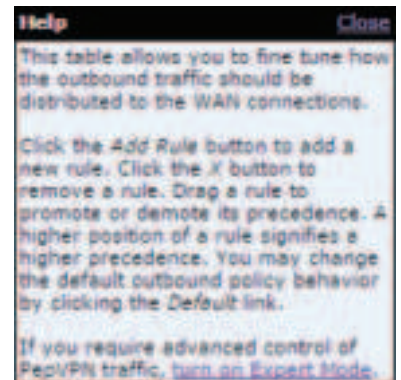 Help Close
This table allows you to fine tune how
the outbound traffic should be
distributed to the WAN connections.
Click the Add Rule button to add a
new rule. Click the X button to
remove a rule. Drag a rule to
promote or demote its precedence. A
higher position of a rule signifies a
higher precedence. You may change
the default outbound policy behavior
by clicking the Default link.
If you require advanced control of
PepVPN traffic, turn on Expert Mode.